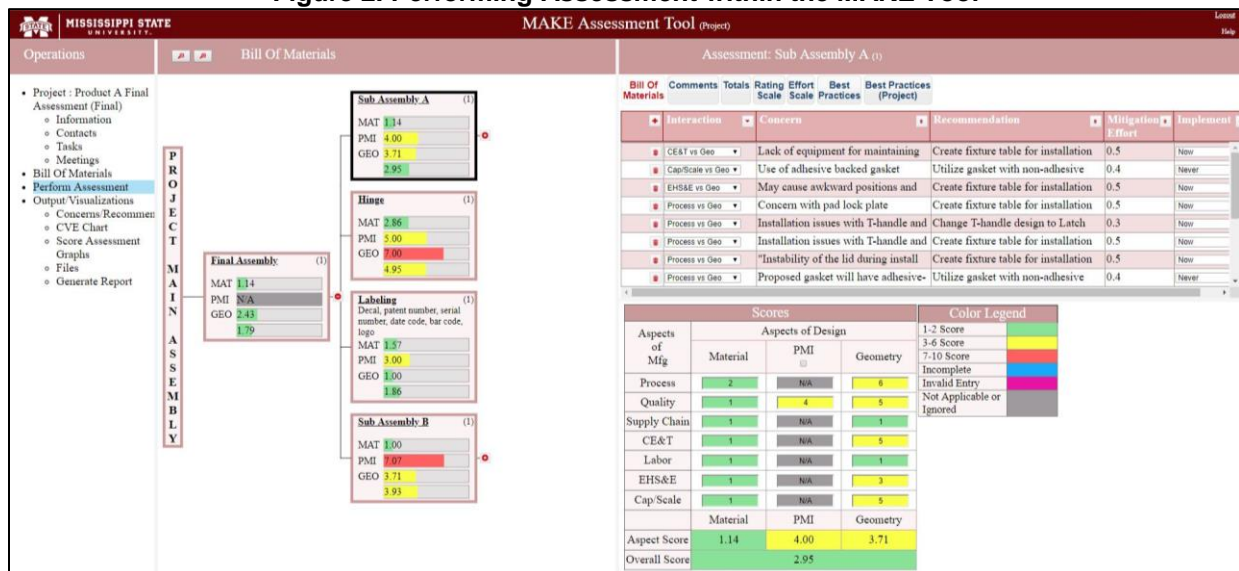 Figure 2. Performing Assessment within the MAKE Tool
STATE
MISSISSIPPI STATE
UNIVERSITY.
MAKE Assessment Tool (Project)
Logout
Help
Operations
Bill Of Materials
Assessment: Sub Assembly A (1)
Project : Product A Final
Assessment (Final)
Information
Contacts
Tasks
Meetings
Bill Of Materials
Perform Assessment
Output/Visualizations
Concerns/Recommen
CVE Chart
Score Assessment
Graphs
Files
Generate Report
PROJECT MAIN ASSEMBLY
Final Assembly (1)
MAT 1.14
PMI N/A
GEO 2.43
1.79
Sub Assembly A (1)
MAT 1.14
PMI 4.00
GEO 3.71
2.95
Hinge (1)
MAT 2.86
PMI 5.00
GEO 7.00
4.95
Labeling (1)
Decal, patent number, serial
number, date code, bar code,
logo
MAT 1.57
PMI 3.00
GEO 1.00
1.86
Sub Assembly B (1)
MAT 1.00
PMI 7.07
GEO 3.71
3.93
Bill Of Materials Comments Totals Rating Scale Effort Scale Best Practices Best Practices (Project)
Interaction Concern Recommendation Mitigation Effort Implement
CE&T vs Geo Lack of equipment for maintaining Create fixture table for installation 0.5 Now
Cap/Scale vs Geo Use of adhesive backed gasket Utilize gasket with non-adhesive 0.4 Never
EHS&E vs Geo May cause awkward positions and Create fixture table for installation 0.5 Now
Process vs Geo Concern with pad lock plate Create fixture table for installation 0.5 Now
Process vs Geo Installation issues with T-handle and Change T-handle design to Latch 0.3 Now
Process vs Geo Installation issues with T-handle and Create fixture table for installation 0.5 Now
Process vs Geo "Instability of the lid during install Create fixture table for installation 0.5 Now
Process vs Geo Proposed gasket will have adhesive- Utilize gasket with non-adhesive 0.4 Never
Scores
Aspects of Mfg Aspects of Design
Material PMI Geometry
Process 2 N/A 6
Quality 1 4 5
Supply Chain 1 N/A 1
CE&T 1 N/A 5
Labor 1 N/A 1
EHS&E 1 N/A 3
Cap/Scale 1 N/A 5
Material PMI Geometry
Aspect Score 1.14 4.00 3.71
Overall Score 2.95
Color Legend
1-2 Score
3-6 Score
7-10 Score
Incomplete
Invalid Entry
Not Applicable or
Ignored